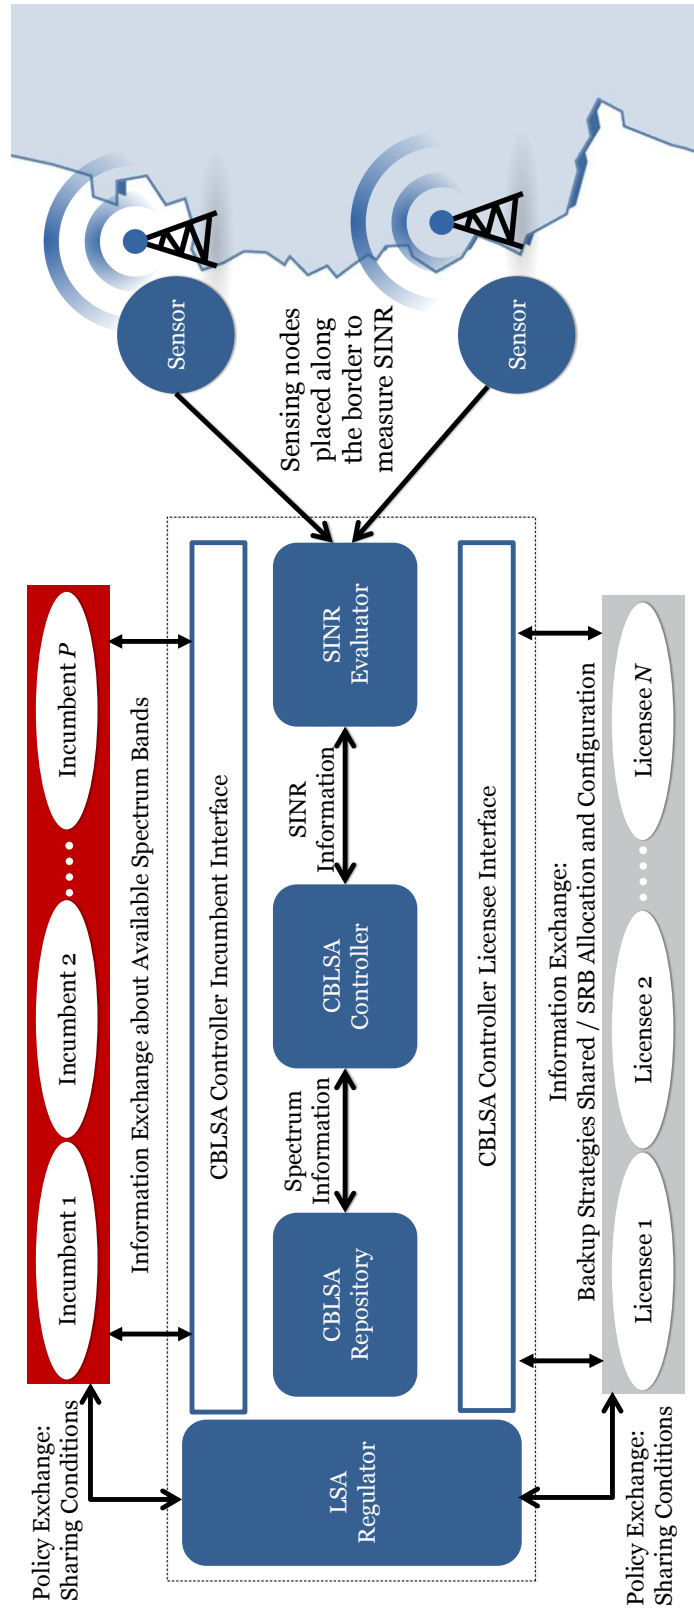 Policy Exchange:
Sharing Conditions
Incumbent 1
Incumbent 2
.....
Incumbent P
Information Exchange about Available Spectrum Bands
CBLSA Controller Incumbent Interface
LSA
Regulator
CBLSA
Repository
Spectrum
Information
CBLSA
Controller
SINR
Information
SINR
Evaluator
Sensing nodes
placed along
the border to
measure SINR
Sensor
Sensor
CBLSA Controller Licensee Interface
Information Exchange:
Backup Strategies Shared / SRB Allocation and Configuration
Licensee 1
Licensee 2
.....
Licensee N
Policy Exchange:
Sharing Conditions